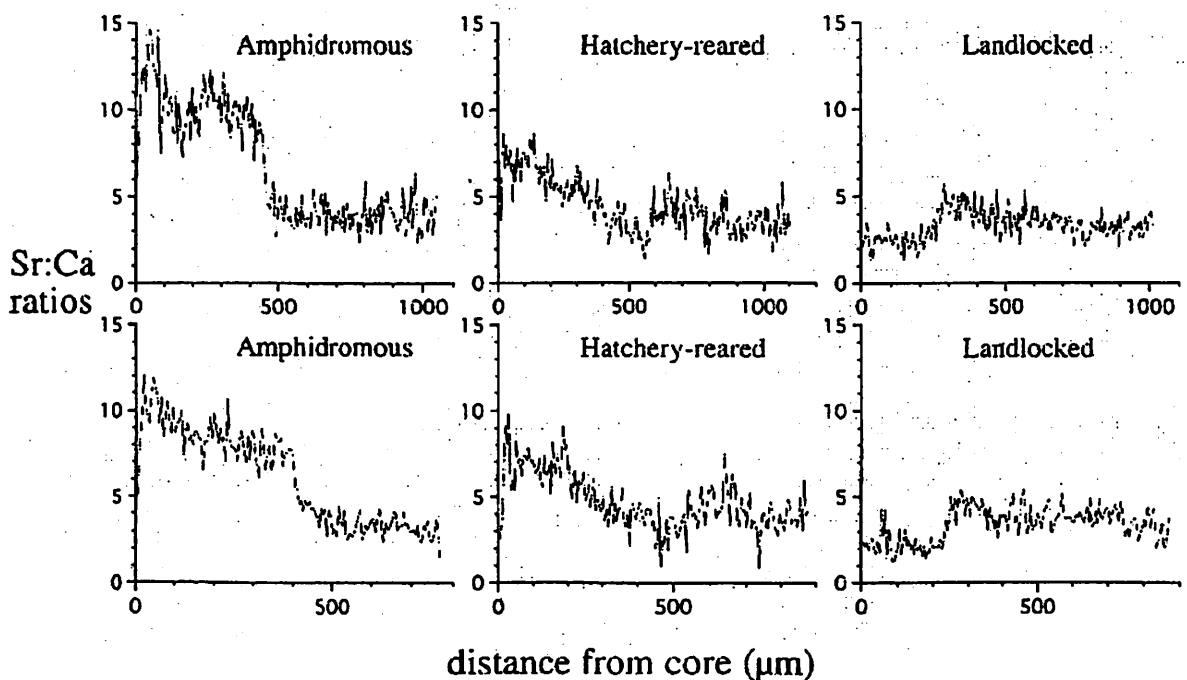 15 Amphidromous 15 Hatchery-reared 15 Landlocked
10 10 10
5 5 5
0 0 0
0 500 1000 0 500 1000 0 500 1000
Sr:Ca
ratios
15 Amphidromous 15 Hatchery-reared 15 Landlocked
10 10 10
5 5 5
0 0 0
0 500 0 500 0 500
distance from core (µm)